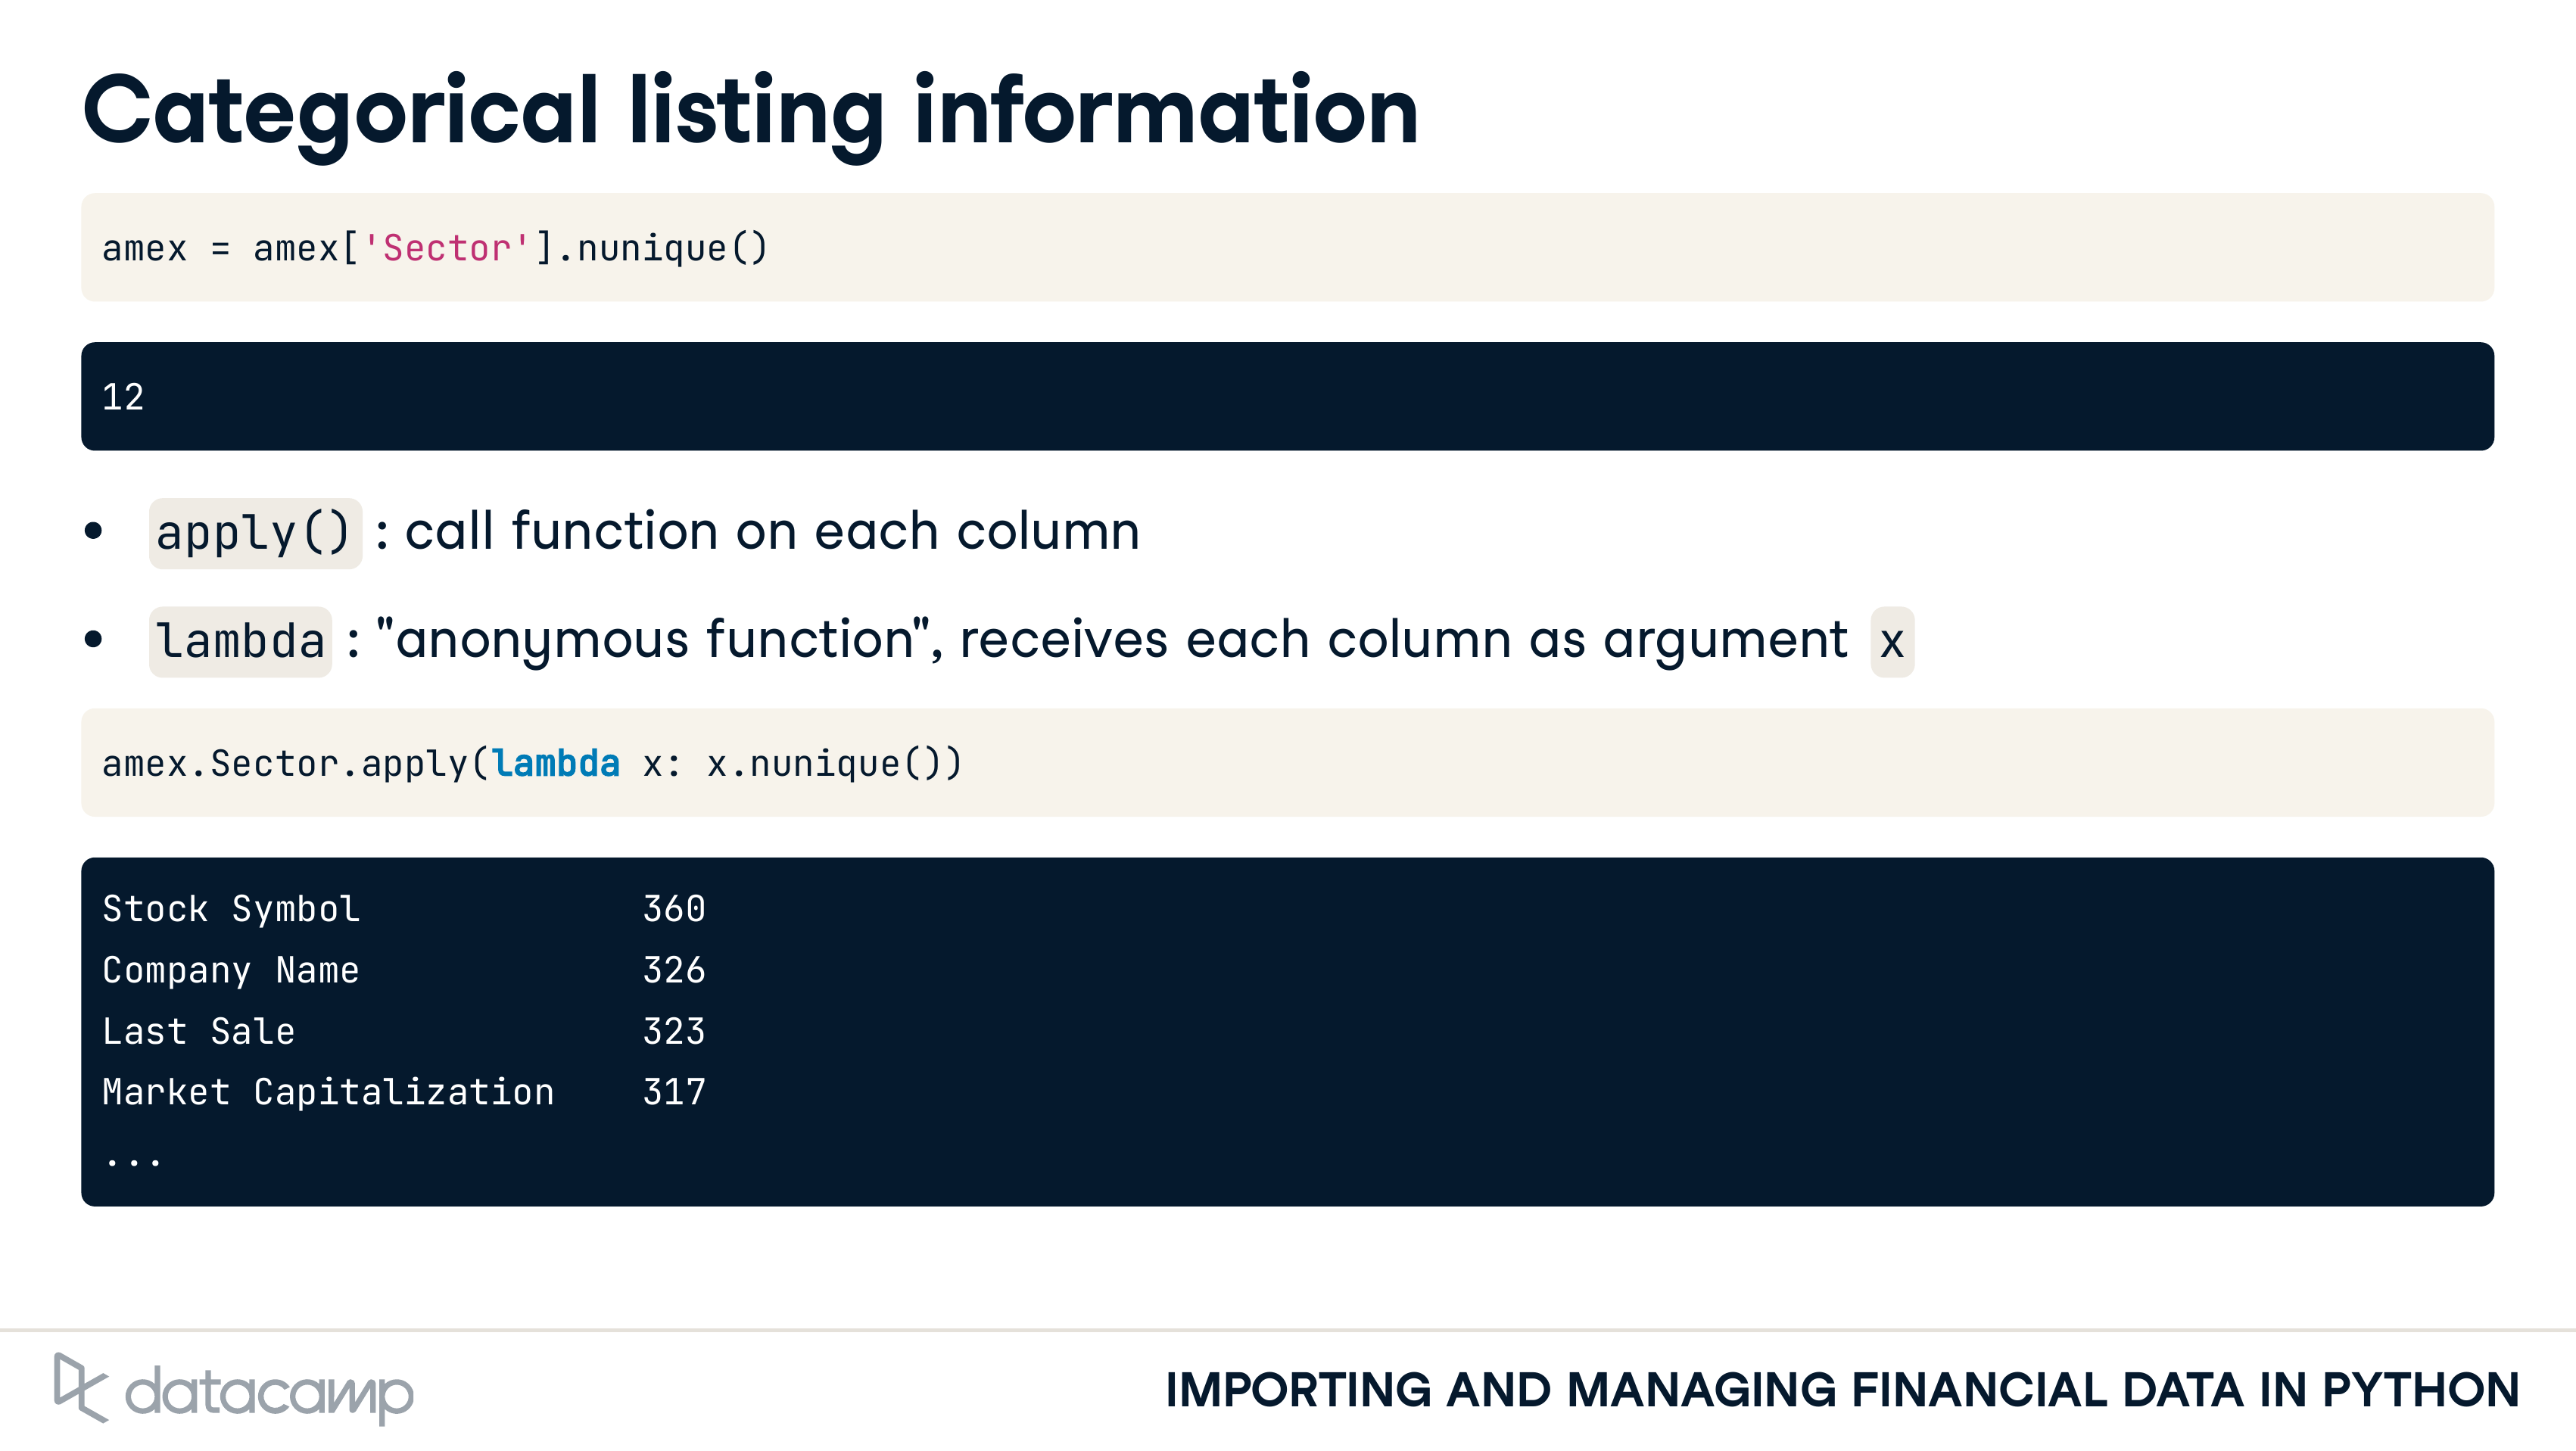 Categorical listing information
amex = amex['Sector'].nunique()
12
• apply() : call function on each column
• lambda : "anonymous function", receives each column as argument x
amex.Sector.apply(lambda x: x.nunique())
Stock Symbol 360
Company Name 326
Last Sale 323
Market Capitalization 317
...
datacamp
IMPORTING AND MANAGING FINANCIAL DATA IN PYTHON